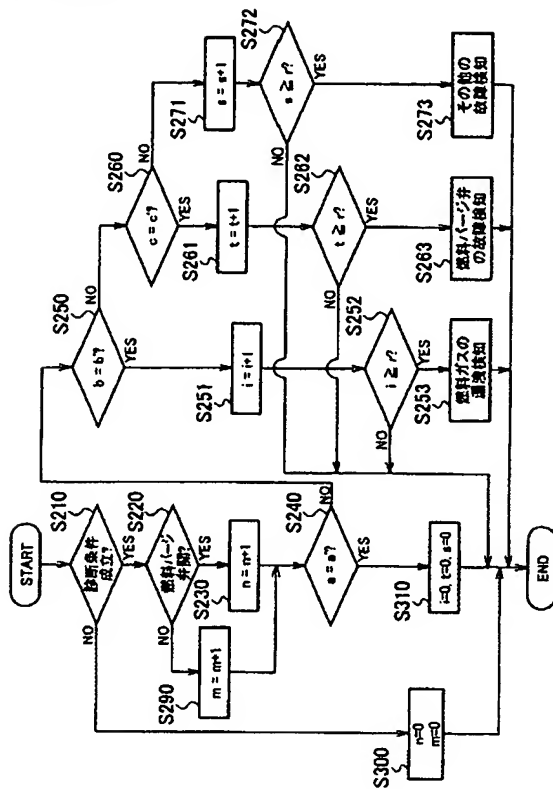 START
S210
診断条件
成立?
NO
YES
S220
燃料パージ
弁開?
NO
YES
S230
n = n+1
S290
m = m+1
S300
n=0
m=0
S240
a = a'?
NO
YES
S310
i=0, t=0, s=0
END
S250
b = b'?
NO
YES
S251
i = i+1
S252
i ≧ r?
NO
YES
S253
燃料ガスの
漏洩検知
S260
c = c'?
NO
YES
S261
t = t+1
S262
t ≧ r?
NO
YES
S263
燃料パージ弁
の故障検知
S271
s = s+1
S272
s ≧ r?
NO
YES
S273
その他の
故障検知